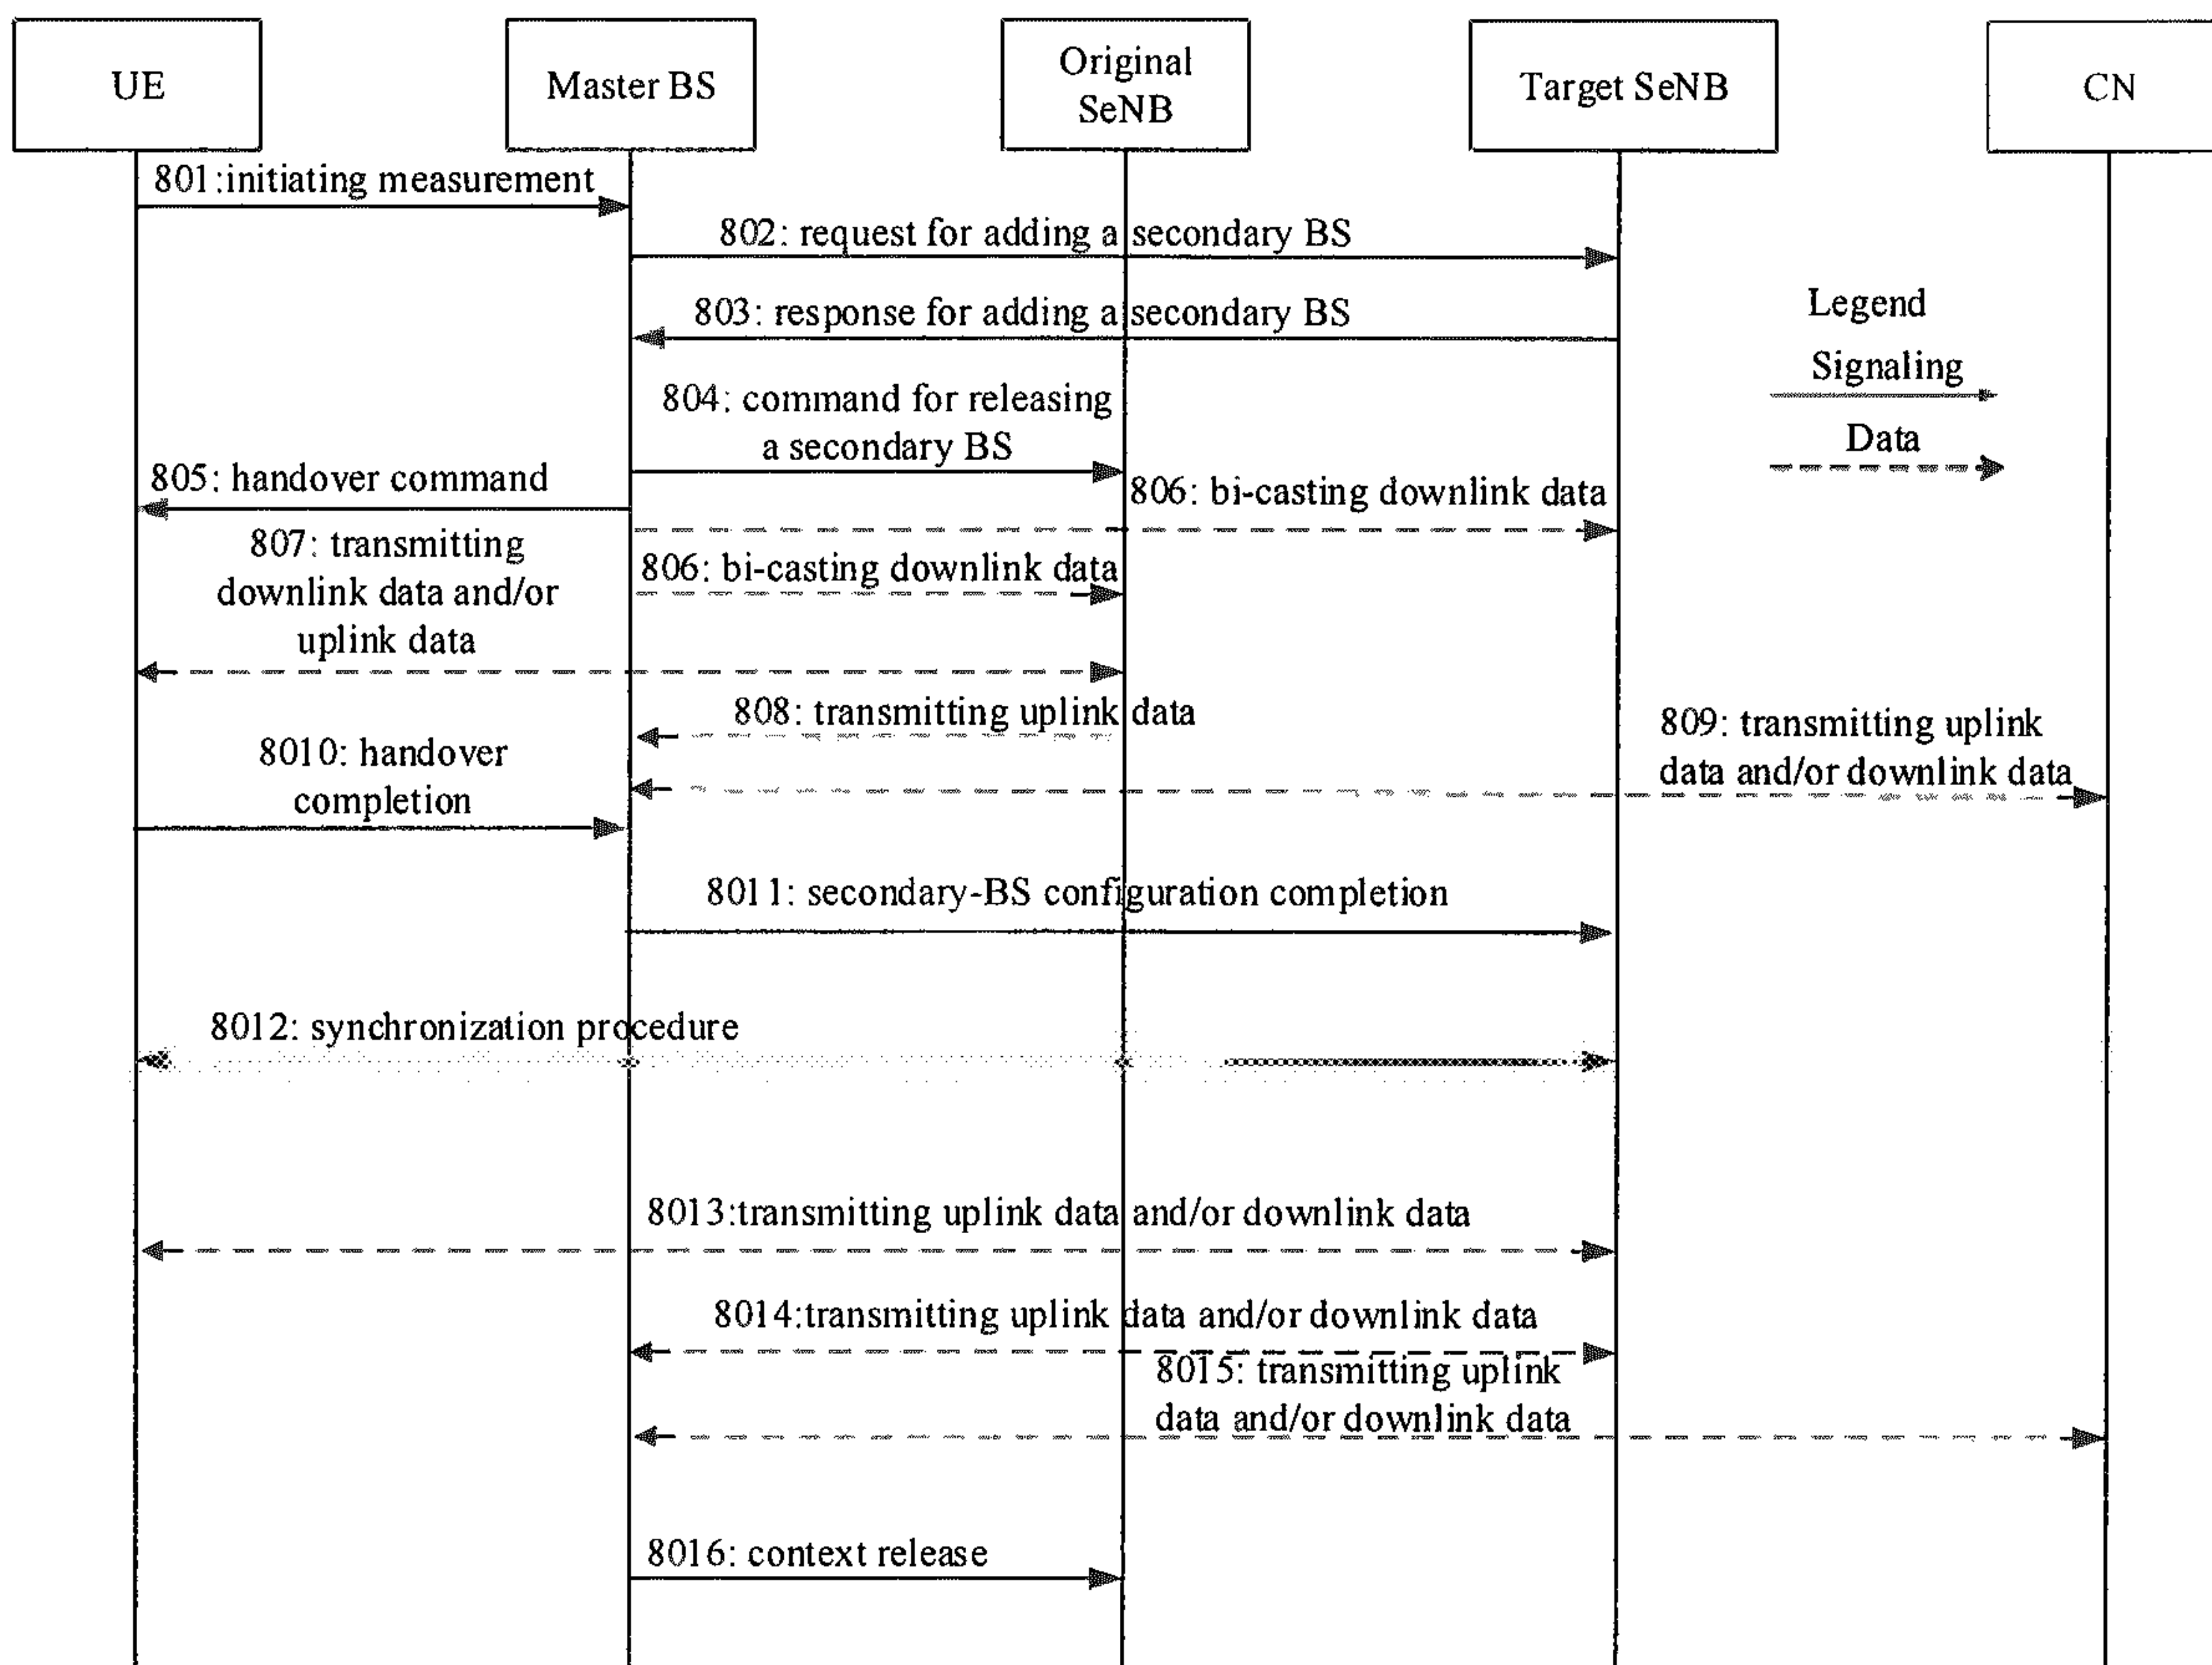 UE
Master BS
Original
SeNB
Target SeNB
CN
801:initiating measurement
802: request for adding a secondary BS
803: response for adding a secondary BS
Legend
Signaling
Data
804: command for releasing
a secondary BS
805: handover command
806: bi-casting downlink data
807: transmitting
downlink data and/or
uplink data
806: bi-casting downlink data
808: transmitting uplink data
809: transmitting uplink
data and/or downlink data
8010: handover
completion
8011: secondary-BS configuration completion
8012: synchronization procedure
8013:transmitting uplink data and/or downlink data
8014:transmitting uplink data and/or downlink data
8015: transmitting uplink
data and/or downlink data
8016: context release